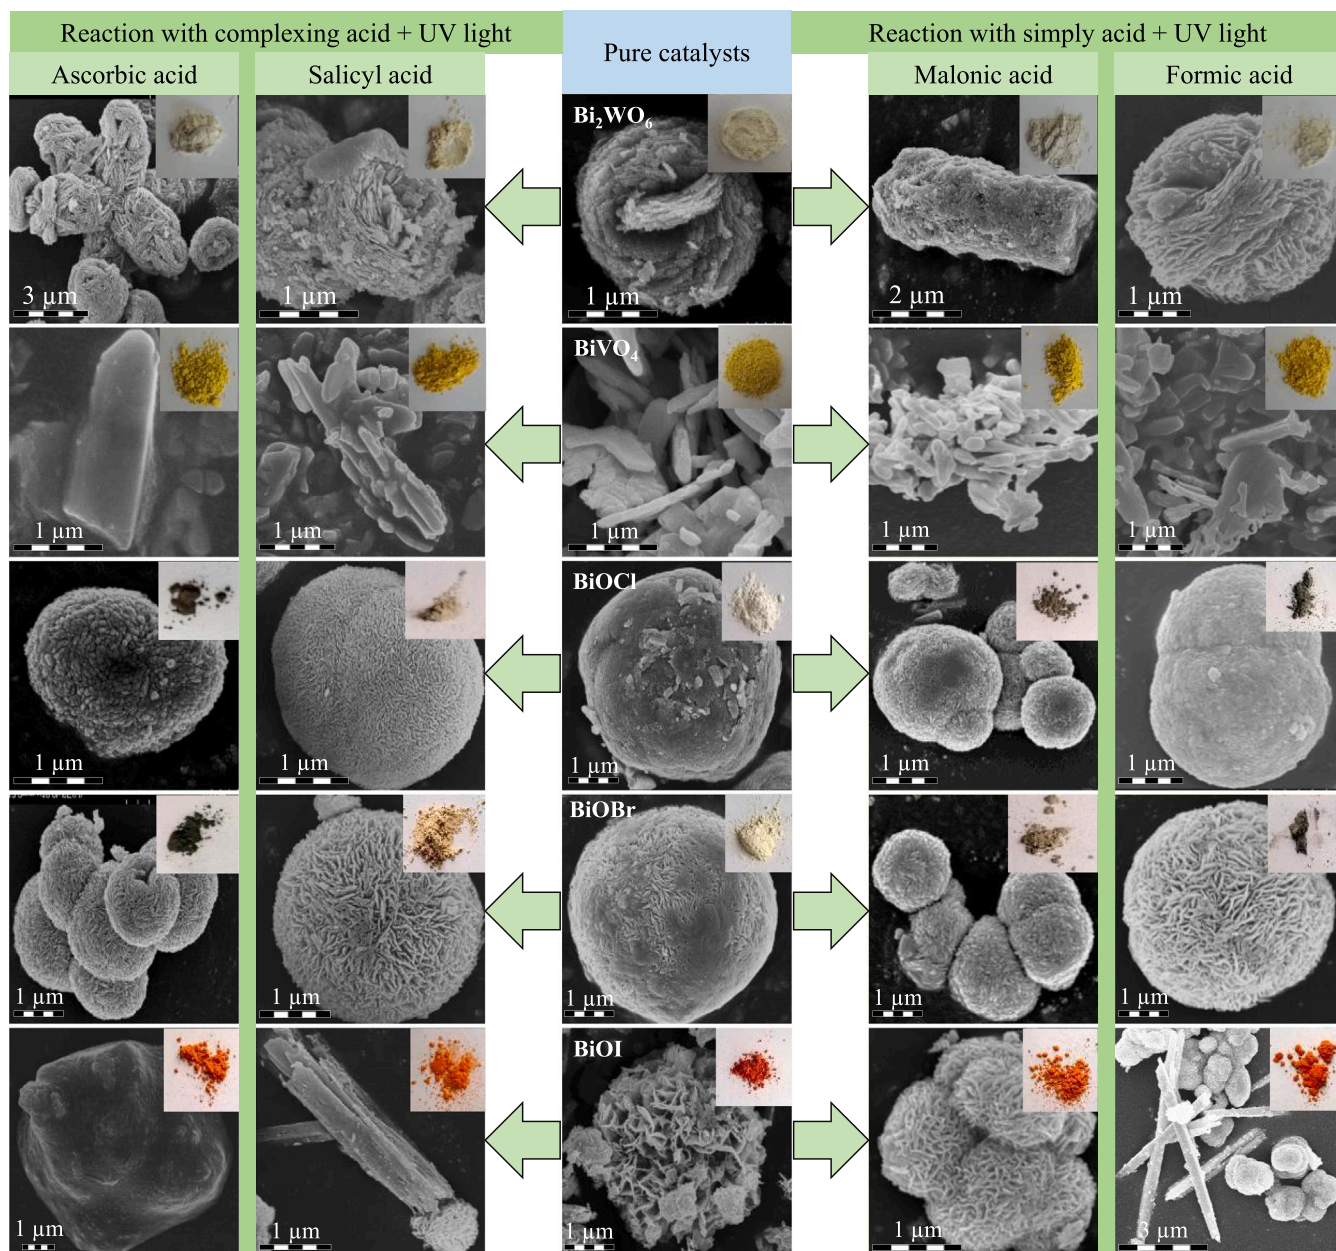 Reaction with complexing acid + UV light
Pure catalysts
Reaction with simply acid + UV light
Ascorbic acid
Salicyl acid
Malonic acid
Formic acid
Bi₂WO₆
3 µm
1 µm
1 µm
2 µm
1 µm
BiVO₄
1 µm
1 µm
1 µm
1 µm
1 µm
BiOCl
1 µm
1 µm
1 µm
1 µm
1 µm
BiOBr
1 µm
1 µm
1 µm
1 µm
1 µm
BiOI
1 µm
1 µm
1 µm
1 µm
3 µm